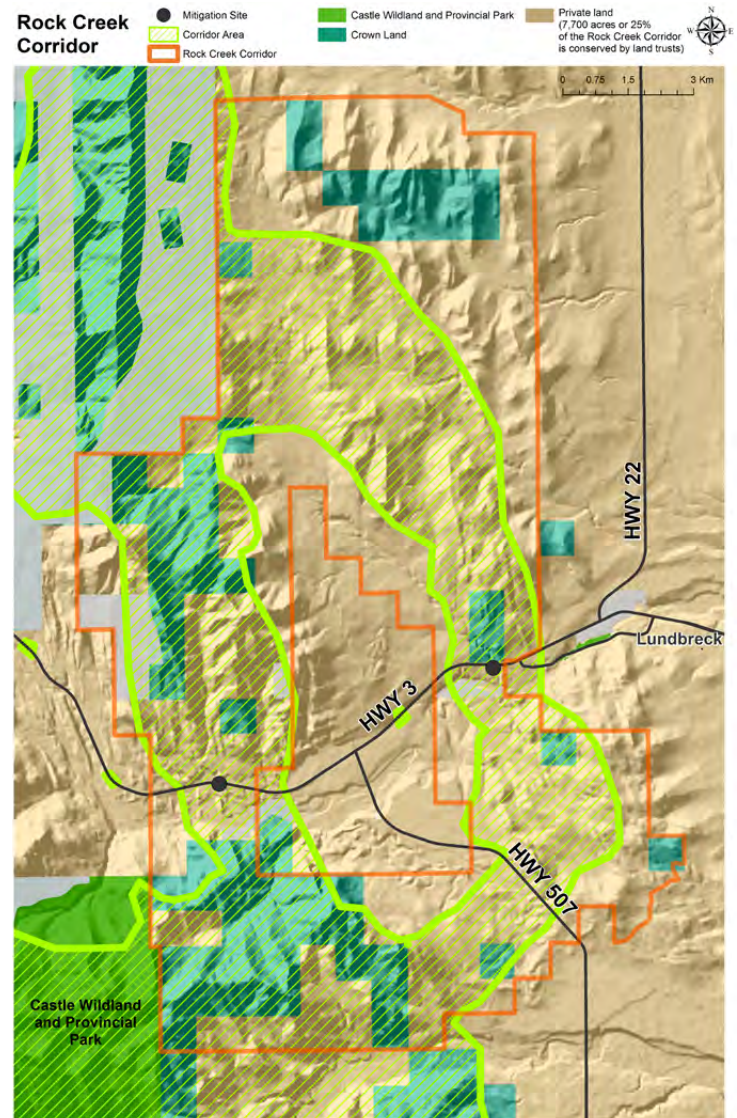 Rock Creek
Corridor
Mitigation Site
Corridor Area
Rock Creek Corridor
Castle Wildland and Provincial Park
Crown Land
Private land
(7,700 acres or 25%
of the Rock Creek Corridor
is conserved by land trusts)
N
W E
S
0 0.75 1.5 3 Km
HWY 22
Lundbreck
HWY 3
HWY 507
Castle Wildland
and Provincial
Park